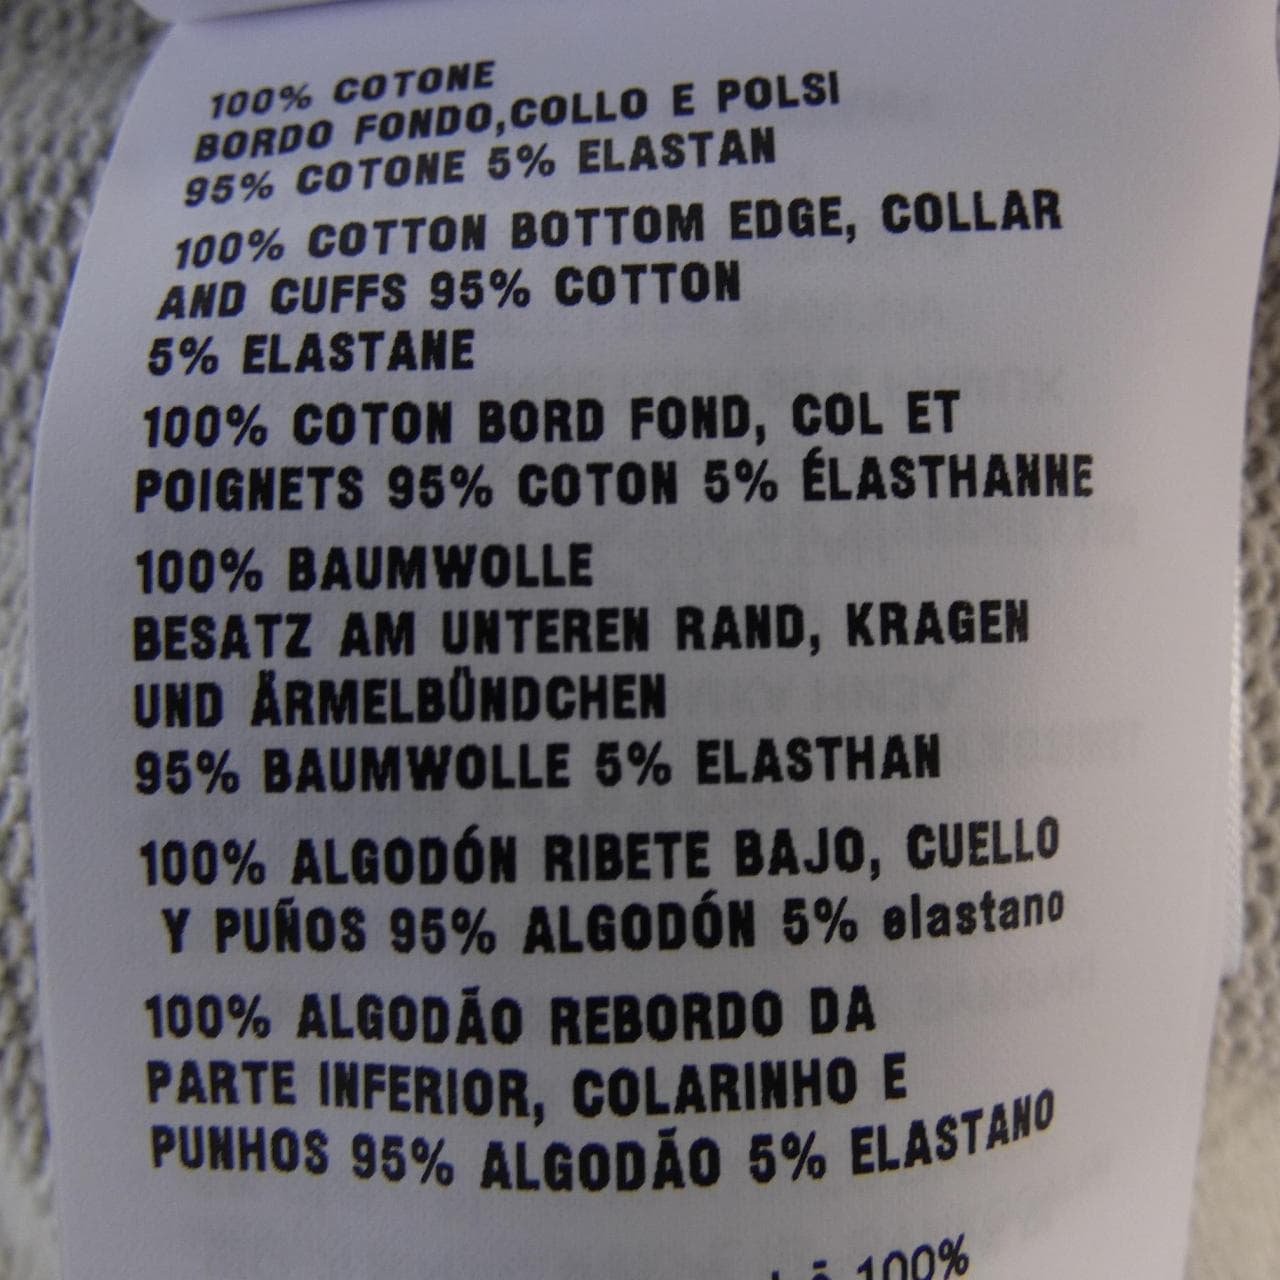 100% COTONE
BORDO FONDO,COLLO E POLSI
95% COTONE 5% ELASTAN
100% COTTON BOTTOM EDGE, COLLAR
AND CUFFS 95% COTTON
5% ELASTANE
100% COTON BORD FOND, COL ET
POIGNETS 95% COTON 5% ÉLASTHANNE
100% BAUMWOLLE
BESATZ AM UNTEREN RAND, KRAGEN
UND ÄRMELBÜNDCHEN
95% BAUMWOLLE 5% ELASTHAN
100% ALGODÓN RIBETE BAJO, CUELLO
Y PUÑOS 95% ALGODÓN 5% elastano
100% ALGODÃO REBORDO DA
PARTE INFERIOR, COLARINHO E
PUNHOS 95% ALGODÃO 5% ELASTANO
100%